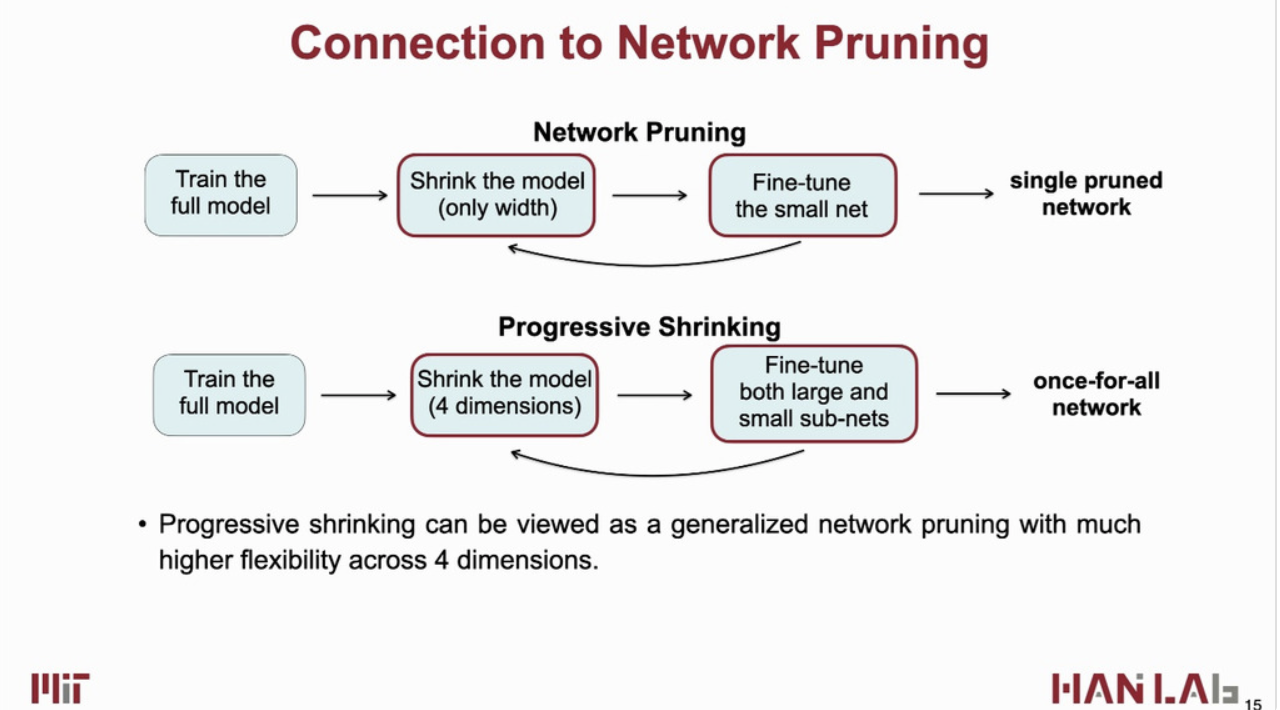 Connection to Network Pruning
Network Pruning
Train the
full model
Shrink the model
(only width)
Fine-tune
the small net
single pruned
network
Progressive Shrinking
Train the
full model
Shrink the model
(4 dimensions)
Fine-tune
both large and
small sub-nets
once-for-all
network
• Progressive shrinking can be viewed as a generalized network pruning with much
higher flexibility across 4 dimensions.
MiT
HAN LAb
15